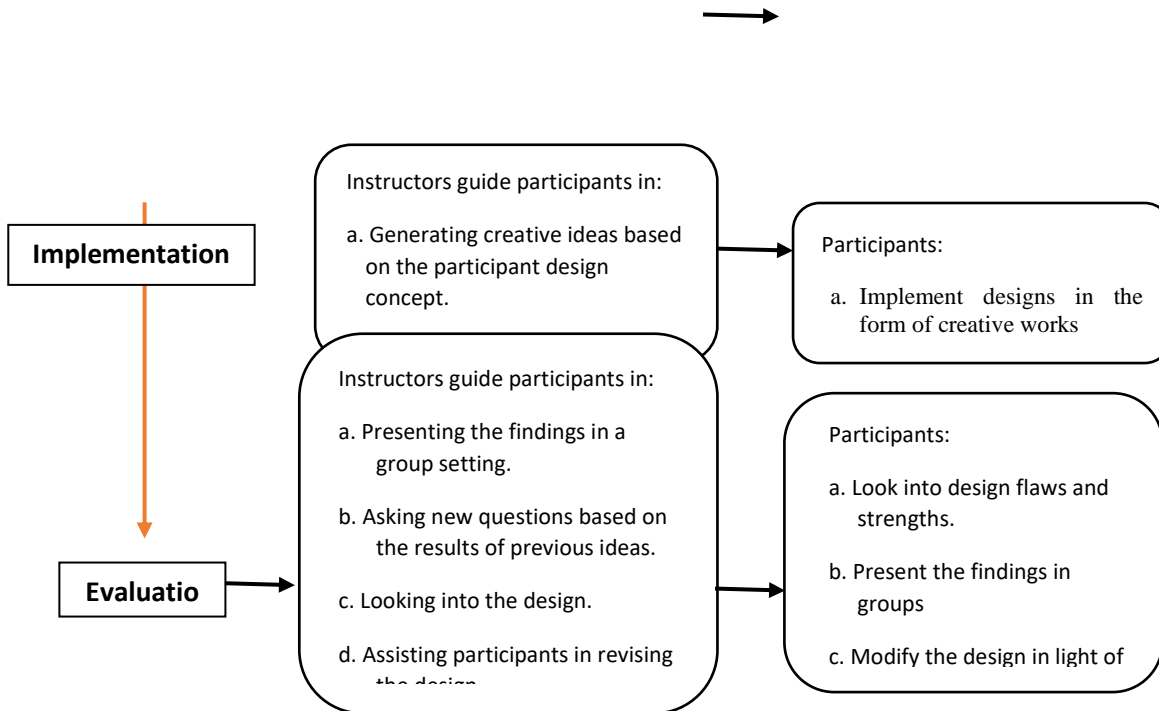 Implementation
Instructors guide participants in:
a. Generating creative ideas based
on the participant design
concept.
Participants:
a. Implement designs in the
form of creative works
Evaluatio
Instructors guide participants in:
a. Presenting the findings in a
group setting.
b. Asking new questions based on
the results of previous ideas.
c. Looking into the design.
d. Assisting participants in revising
the design
Participants:
a. Look into design flaws and
strengths.
b. Present the findings in
groups
c. Modify the design in light of